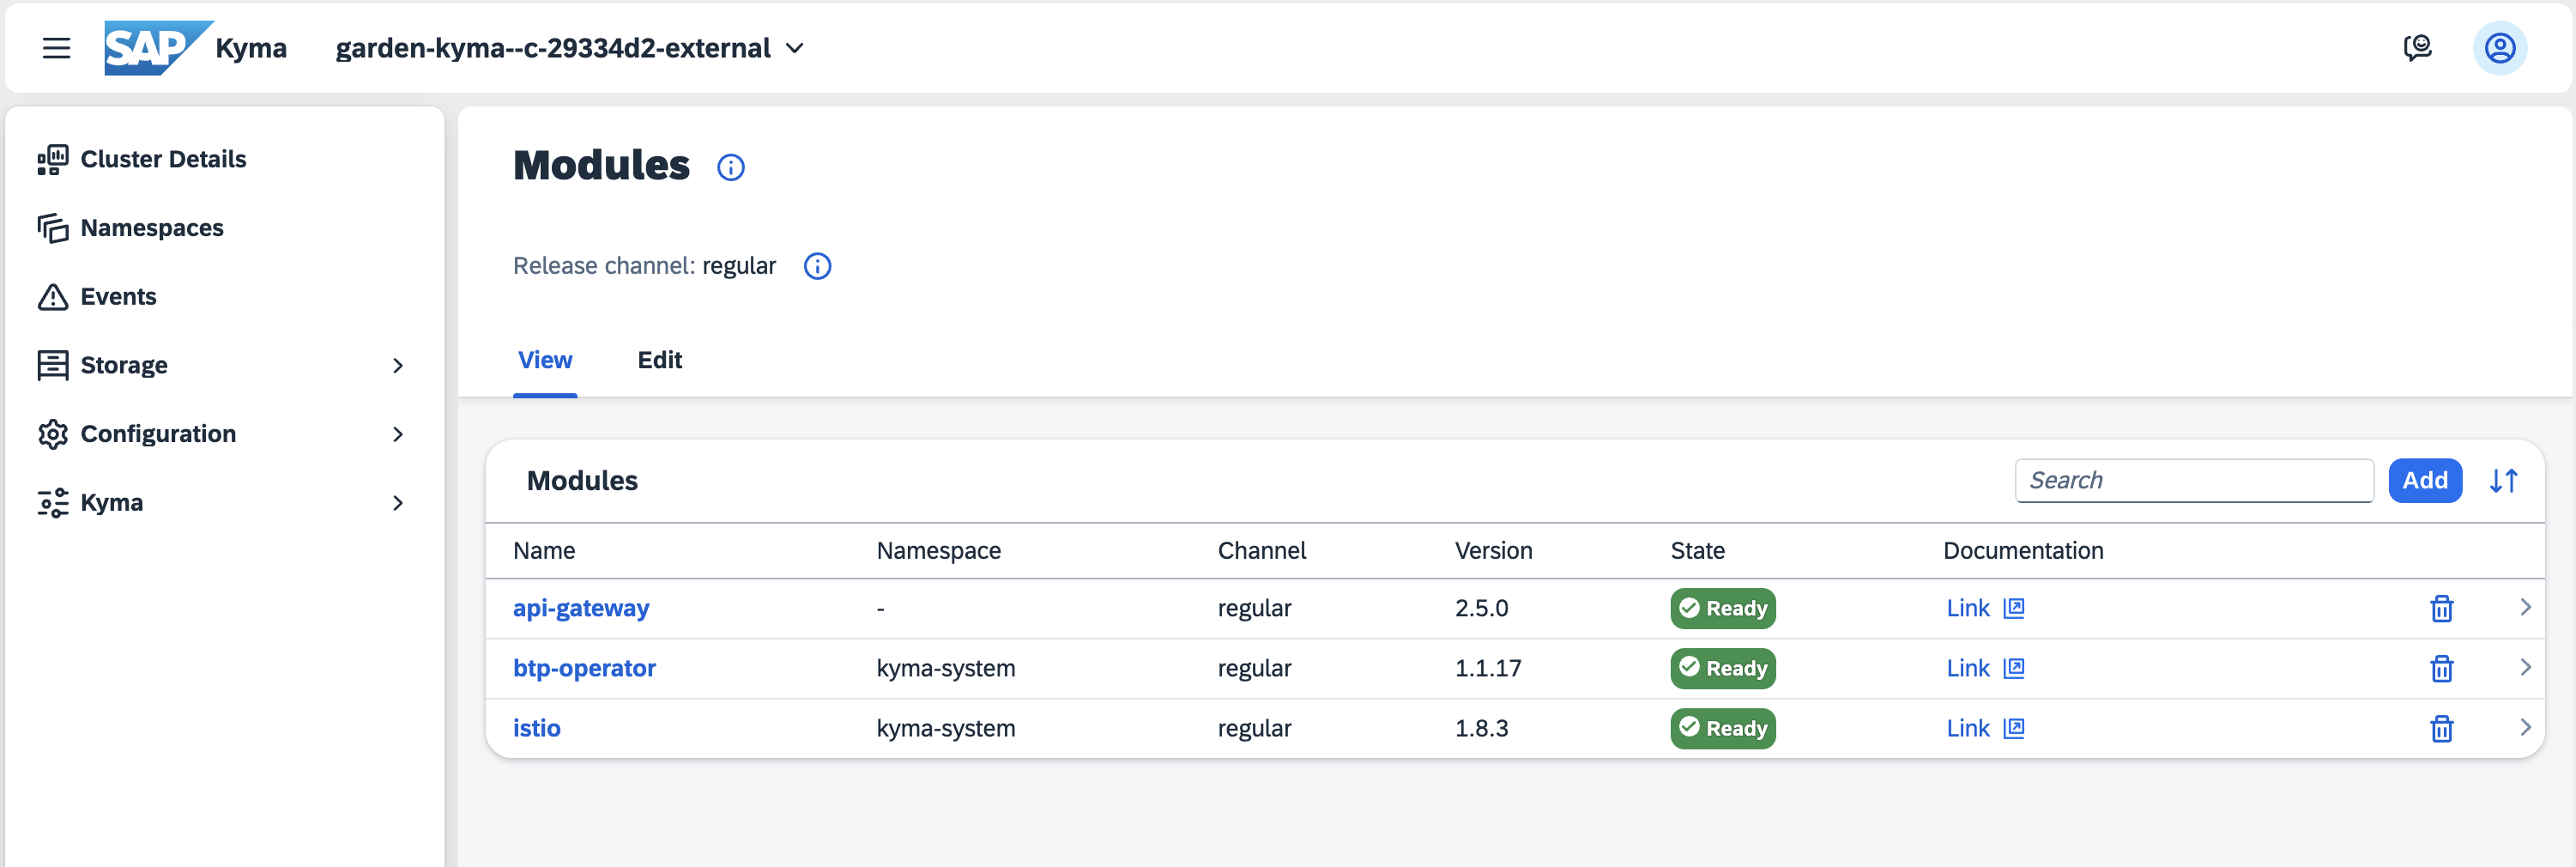 SAP Kyma garden-kyma--c-29334d2-external
Cluster Details
Namespaces
Events
Storage
Configuration
Kyma
Modules
Release channel: regular
View Edit
Modules Search Add
Name Namespace Channel Version State Documentation
api-gateway - regular 2.5.0 Ready Link
btp-operator kyma-system regular 1.1.17 Ready Link
istio kyma-system regular 1.8.3 Ready Link